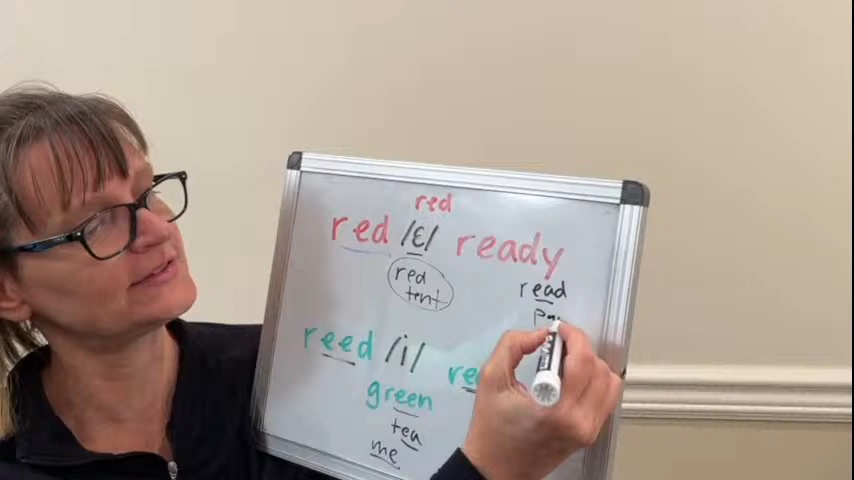 red
red /ɛ/ ready
red
tent
read
reed /i/
green
tea
me